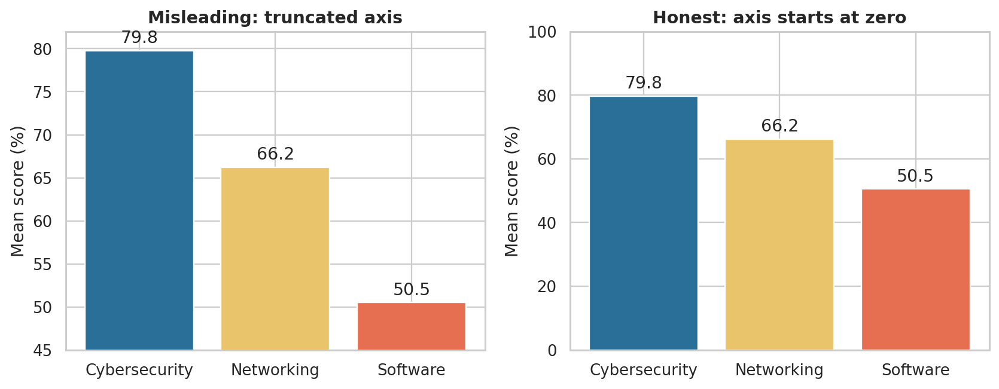 Misleading: truncated axis
79.8
66.2
50.5
80
75
70
65
60
55
50
45
Mean score (%)
Cybersecurity
Networking
Software
Honest: axis starts at zero
79.8
66.2
50.5
100
80
60
40
20
0
Mean score (%)
Cybersecurity
Networking
Software